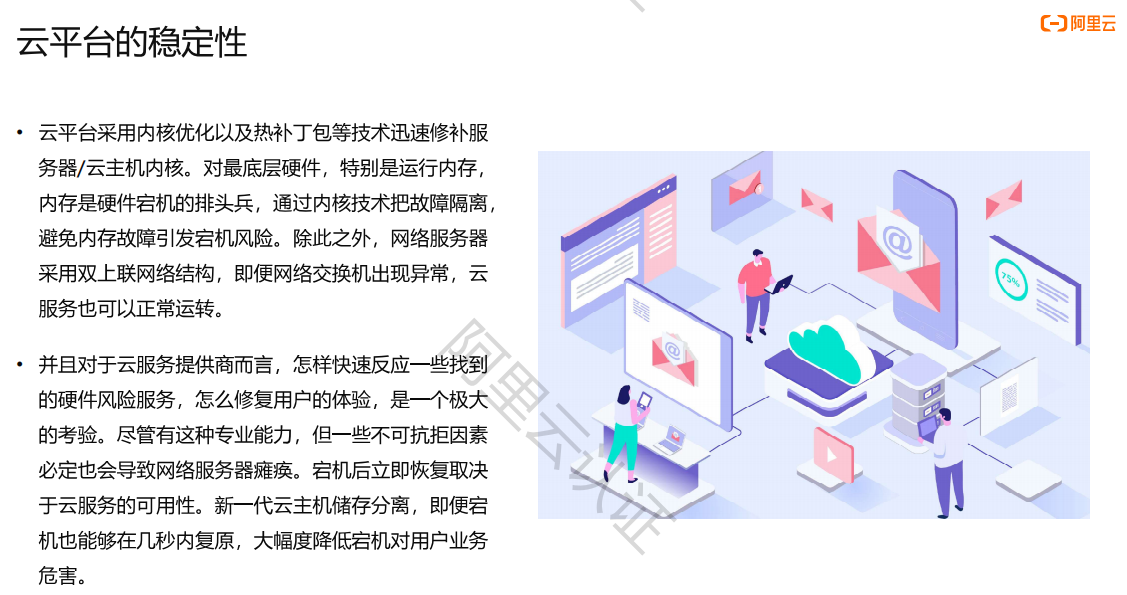 云平台的稳定性
阿里云
• 云平台采用内核优化以及热补丁包等技术迅速修补服
务器/云主机内核。对最底层硬件，特别是运行内存，
内存是硬件宕机的排头兵，通过内核技术把故障隔离，
避免内存故障引发宕机风险。除此之外，网络服务器
采用双上联网络结构，即便网络交换机出现异常，云
服务也可以正常运转。
• 并且对于云服务提供商而言，怎样快速反应一些找到
的硬件风险服务，怎么修复用户的体验，是一个极大
的考验。尽管有这种专业能力，但一些不可抗拒因素
必定也会导致网络服务器瘫痪。宕机后立即恢复取决
于云服务的可用性。新一代云主机储存分离，即便宕
机也能够在几秒内复原，大幅度降低宕机对用户业务
危害。
@
75%
@
阿里云认证